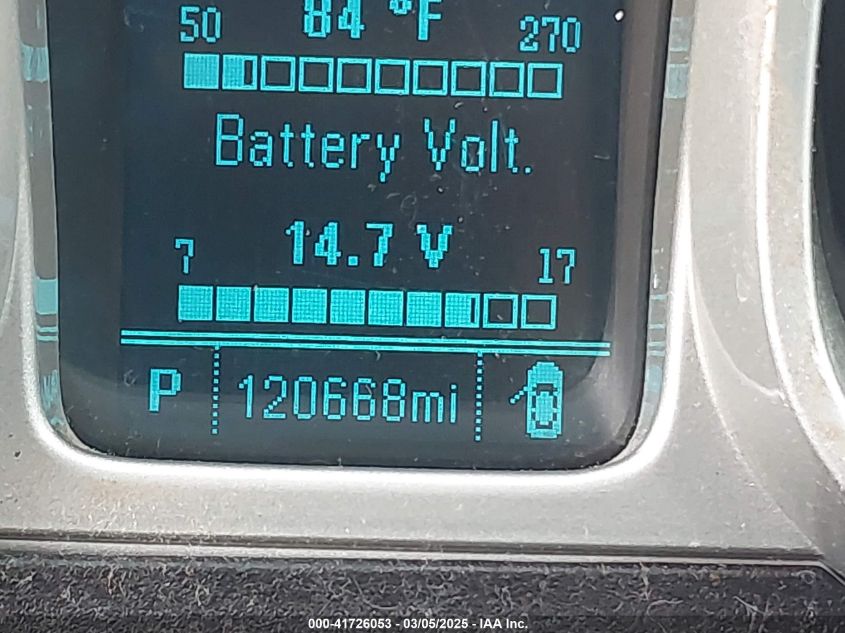 50 84 °F 270
Battery Volt.
7 14.7 V 17
P 120668mi
000-41726053 - 03/05/2025 - IAA Inc.